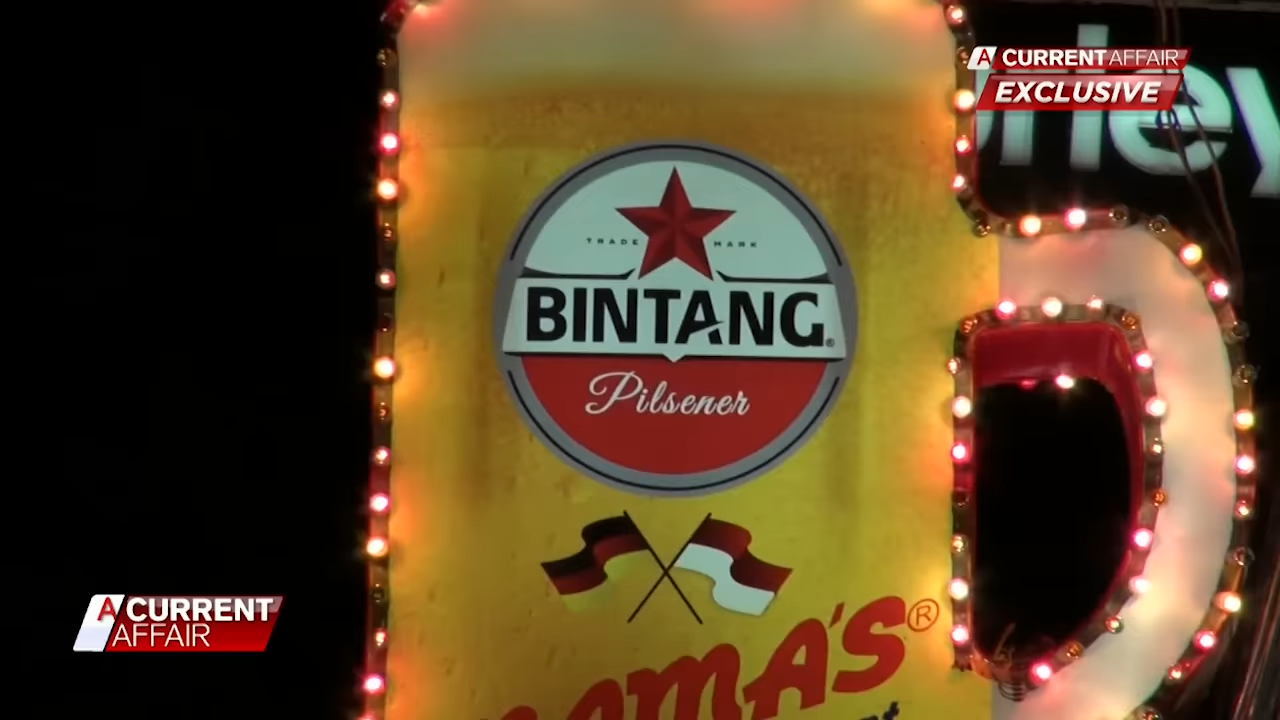 A CURRENT AFFAIR
EXCLUSIVE
TRADE MARK
BINTANG®
Pilsener
A CURRENT
AFFAIR